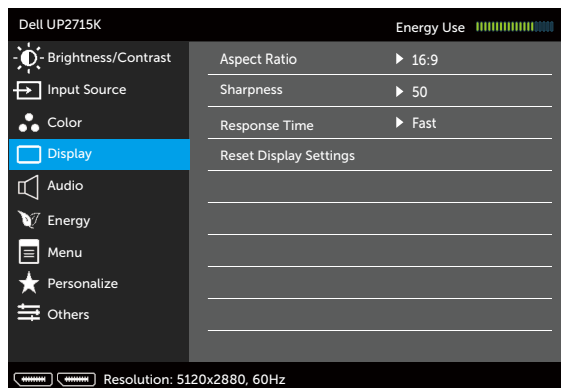 Dell UP2715K
Energy Use
Brightness/Contrast
Input Source
Color
Display
Audio
Energy
Menu
Personalize
Others
Aspect Ratio 16:9
Sharpness 50
Response Time Fast
Reset Display Settings
Resolution: 5120x2880, 60Hz